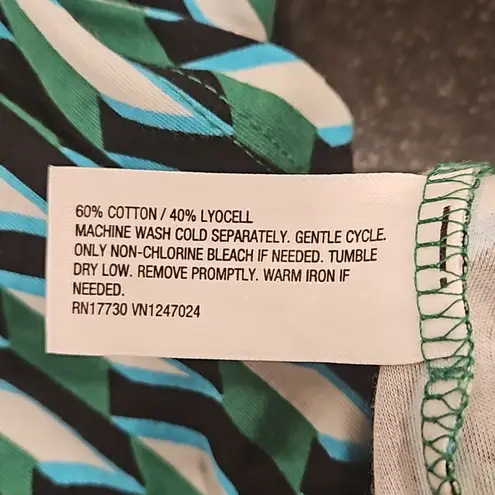 60% COTTON / 40% LYOCELL
MACHINE WASH COLD SEPARATELY. GENTLE CYCLE.
ONLY NON-CHLORINE BLEACH IF NEEDED. TUMBLE
DRY LOW. REMOVE PROMPTLY. WARM IRON IF
NEEDED.
RN17730 VN1247024